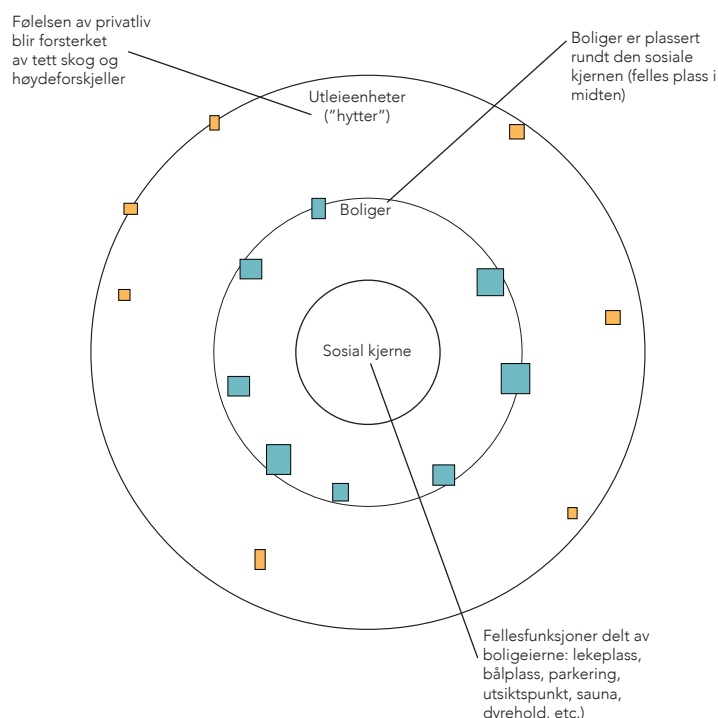 Følelsen av privatliv
blir forsterket
av tett skog og
høydeforskjeller
Boliger er plassert
rundt den sosiale
kjernen (felles plass i
midten)
Utleieenheter
(”hytter”)
Boliger
Sosial kjerne
Fellesfunksjoner delt av
boligeierne: lekeplass,
bålplass, parkering,
utsiktspunkt, sauna,
dyrehold, etc.)